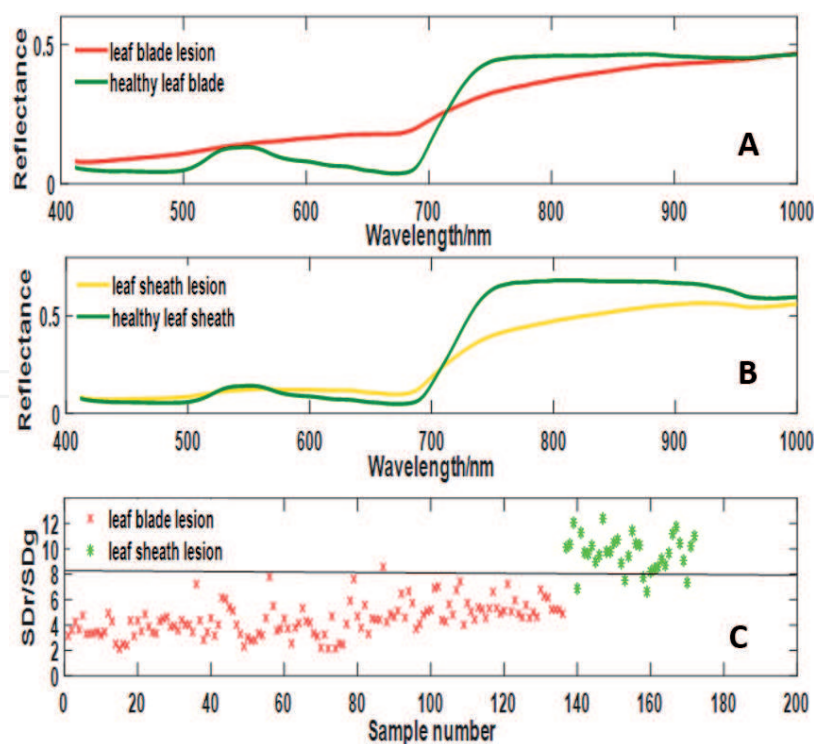 Reflectance
0.5
0
leaf blade lesion
healthy leaf blade
A
400 500 600 700 800 900 1000
Wavelength/nm
Reflectance
0.5
0
leaf sheath lesion
healthy leaf sheath
B
400 500 600 700 800 900 1000
Wavelength/nm
SDr/SDg
12
10
8
6
4
2
0
leaf blade lesion
leaf sheath lesion
C
0 20 40 60 80 100 120 140 160 180 200
Sample number